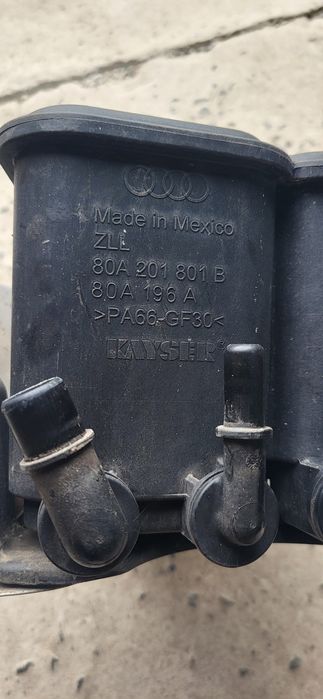 Made in Mexico
ZLL
80A 201 801 B
80A 196 A
>PA66-GF30<
KAYSER